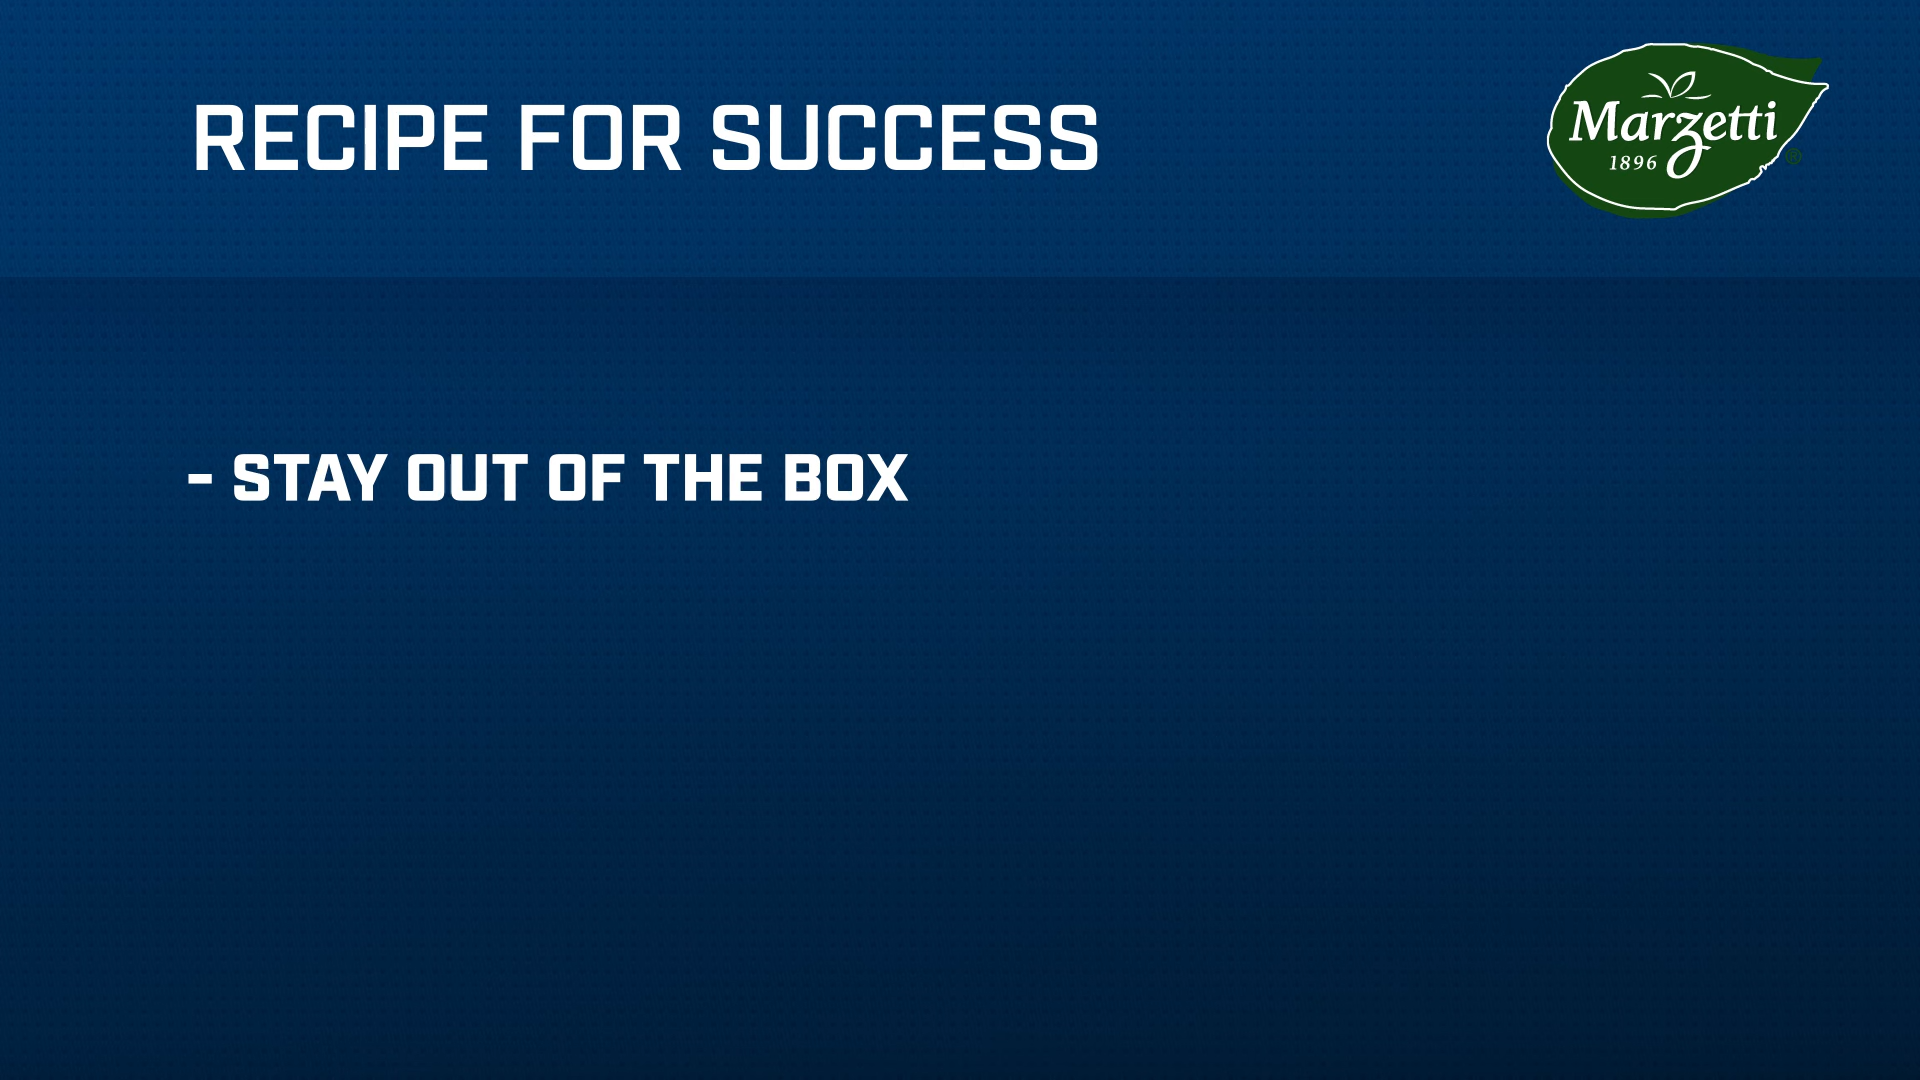 RECIPE FOR SUCCESS
Marzetti
1896
®
- STAY OUT OF THE BOX